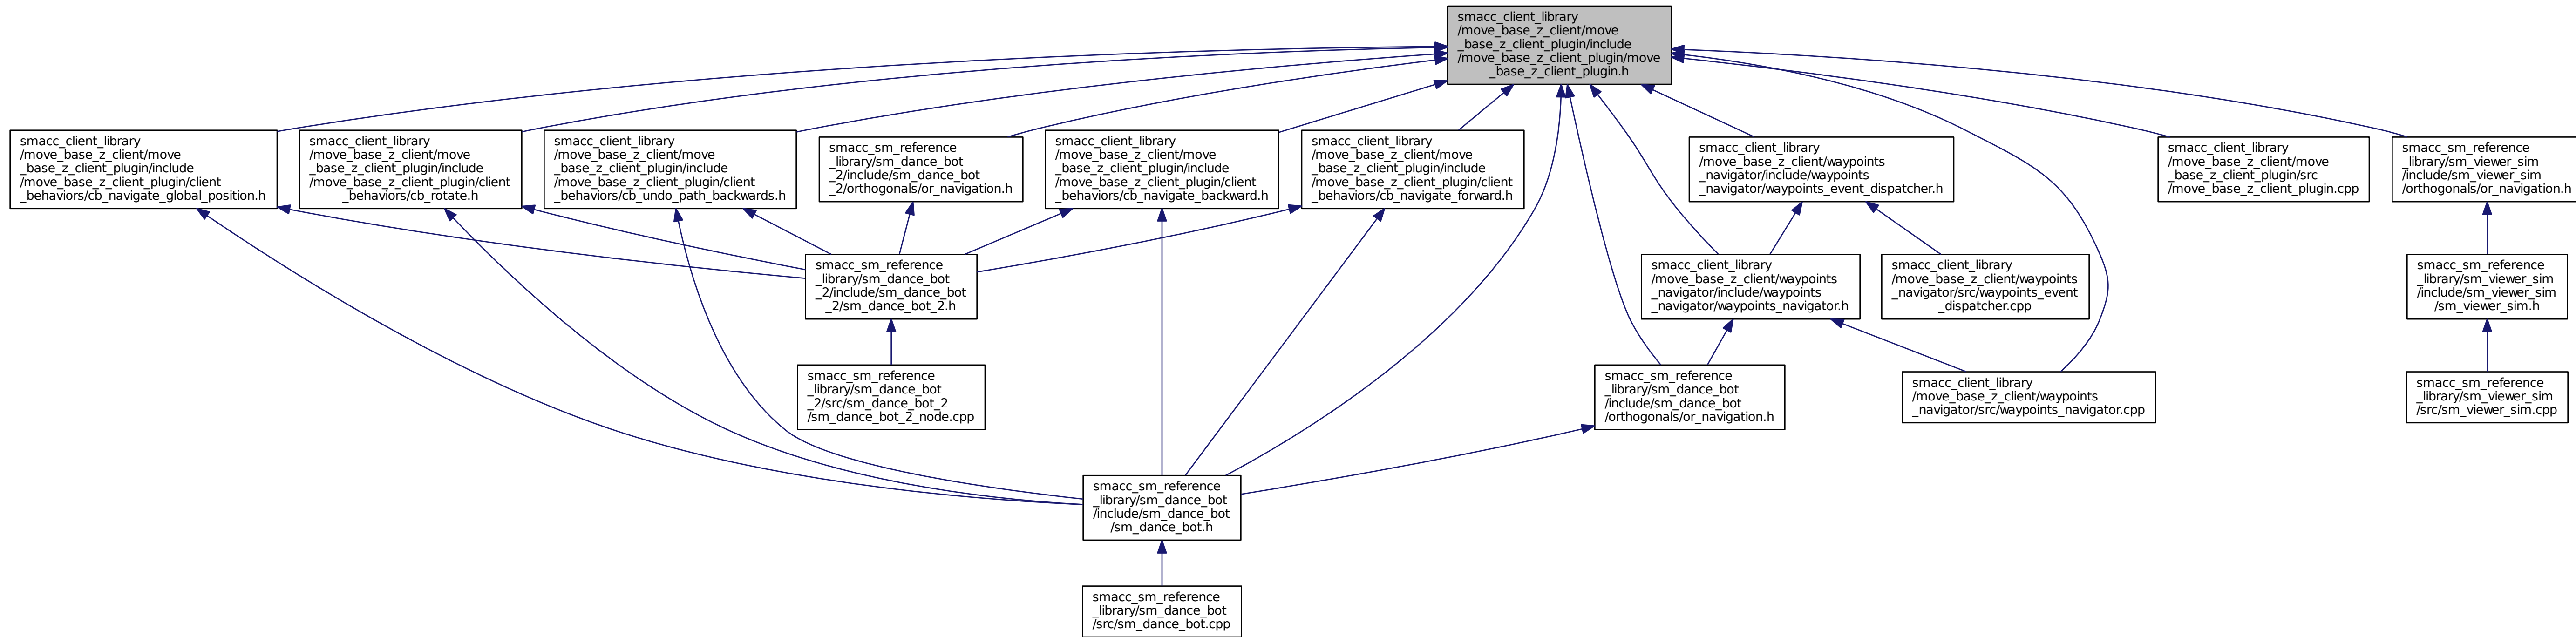 smacc_client_library
/move_base_z_client/move
_base_z_client_plugin/include
/move_base_z_client_plugin/move
_base_z_client_plugin.h
smacc_client_library
/move_base_z_client/move
_base_z_client_plugin/include
/move_base_z_client_plugin/client
_behaviors/cb_navigate_global_position.h
smacc_client_library
/move_base_z_client/move
_base_z_client_plugin/include
/move_base_z_client_plugin/client
_behaviors/cb_rotate.h
smacc_client_library
/move_base_z_client/move
_base_z_client_plugin/include
/move_base_z_client_plugin/client
_behaviors/cb_undo_path_backwards.h
smacc_sm_reference
_library/sm_dance_bot
_2/include/sm_dance_bot
_2/orthogonals/or_navigation.h
smacc_client_library
/move_base_z_client/move
_base_z_client_plugin/include
/move_base_z_client_plugin/client
_behaviors/cb_navigate_backward.h
smacc_client_library
/move_base_z_client/move
_base_z_client_plugin/include
/move_base_z_client_plugin/client
_behaviors/cb_navigate_forward.h
smacc_client_library
/move_base_z_client/waypoints
_navigator/include/waypoints
_navigator/waypoints_event_dispatcher.h
smacc_client_library
/move_base_z_client/move
_base_z_client_plugin/src
/move_base_z_client_plugin.cpp
smacc_sm_reference
_library/sm_viewer_sim
/include/sm_viewer_sim
/orthogonals/or_navigation.h
smacc_sm_reference
_library/sm_dance_bot
_2/include/sm_dance_bot
_2/sm_dance_bot_2.h
smacc_client_library
/move_base_z_client/waypoints
_navigator/include/waypoints
_navigator/waypoints_navigator.h
smacc_client_library
/move_base_z_client/waypoints
_navigator/src/waypoints_event
_dispatcher.cpp
smacc_sm_reference
_library/sm_viewer_sim
/include/sm_viewer_sim
/sm_viewer_sim.h
smacc_sm_reference
_library/sm_dance_bot
_2/src/sm_dance_bot_2
/sm_dance_bot_2_node.cpp
smacc_sm_reference
_library/sm_dance_bot
/include/sm_dance_bot
/orthogonals/or_navigation.h
smacc_client_library
/move_base_z_client/waypoints
_navigator/src/waypoints_navigator.cpp
smacc_sm_reference
_library/sm_viewer_sim
/src/sm_viewer_sim.cpp
smacc_sm_reference
_library/sm_dance_bot
/include/sm_dance_bot
/sm_dance_bot.h
smacc_sm_reference
_library/sm_dance_bot
/src/sm_dance_bot.cpp